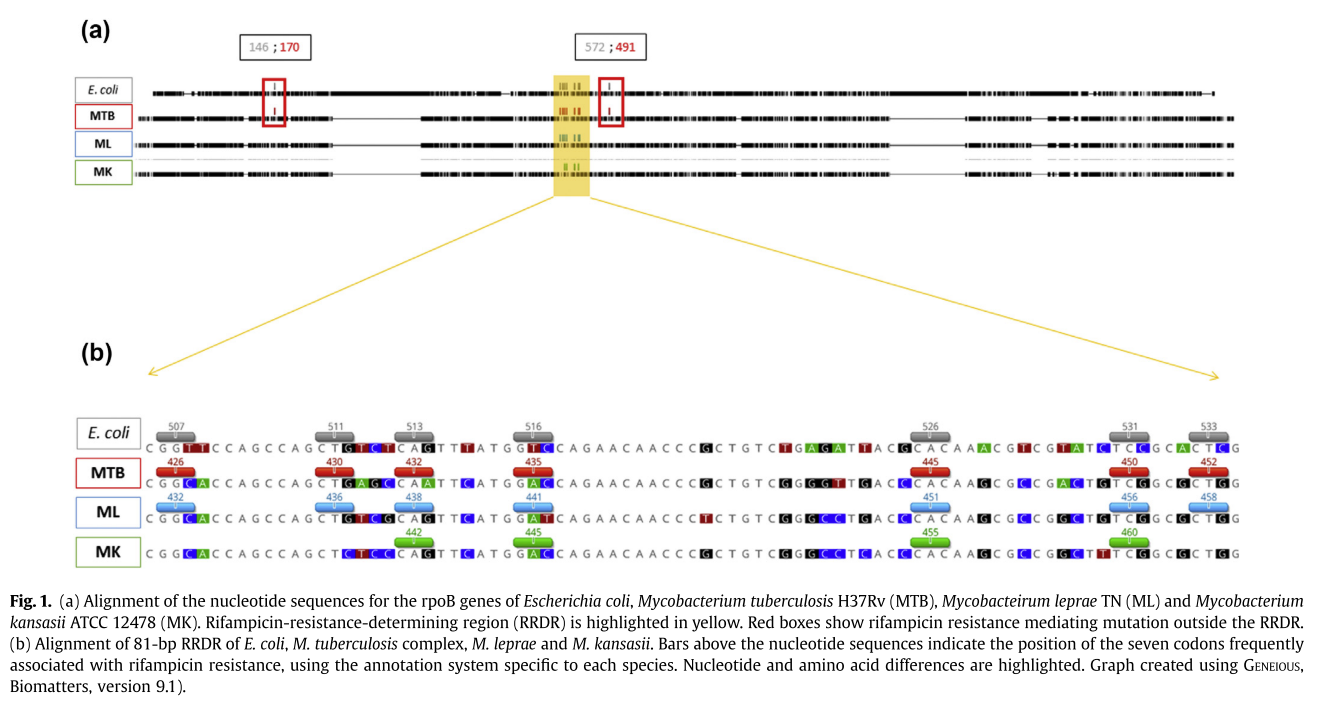 (a)
146 ; 170
572 ; 491
E. coli
MTB
ML
MK
(b)
507 511 513 516 526 531 533
E. coli
C G G T T C C A G C C A G C T G T C T C A G T T T A T G G T C C A G A A C A A C C C G C T G T C T G A G A T T A C G C A C A A A C G T C G T A T C T C C G C A C T C G
426 430 432 435 445 450 452
MTB
C G G C A C C A G C C A G C T G A G C C A A T T C A T G G A C C A G A A C A A C C C G C T G T C G G G G T T G A C C C A C A A G C G C C G A C T G T C G G C G C T G G
432 436 438 441 451 456 458
ML
C G G C A C C A G C C A G C T G T C G C A G T T C A T G G A T C A G A A C A A C C C T C T G T C G G G C C T G A C C C A C A A G C G C C G G C T G T C G G C G C T G G
442 445 455 460
MK
C G G C A C C A G C C A G C T C T C C C A G T T C A T G G A C C A G A A C A A C C C G C T G T C G G G C C T C A C C C A C A A G C G C C G G C T T T C G G C G C T G G
Fig. 1. (a) Alignment of the nucleotide sequences for the rpoB genes of Escherichia coli, Mycobacterium tuberculosis H37Rv (MTB), Mycobacteirum leprae TN (ML) and Mycobacterium
kansasii ATCC 12478 (MK). Rifampicin-resistance-determining region (RRDR) is highlighted in yellow. Red boxes show rifampicin resistance mediating mutation outside the RRDR.
(b) Alignment of 81-bp RRDR of E. coli, M. tuberculosis complex, M. leprae and M. kansasii. Bars above the nucleotide sequences indicate the position of the seven codons frequently
associated with rifampicin resistance, using the annotation system specific to each species. Nucleotide and amino acid differences are highlighted. Graph created using GENEIOUS,
Biomatters, version 9.1).